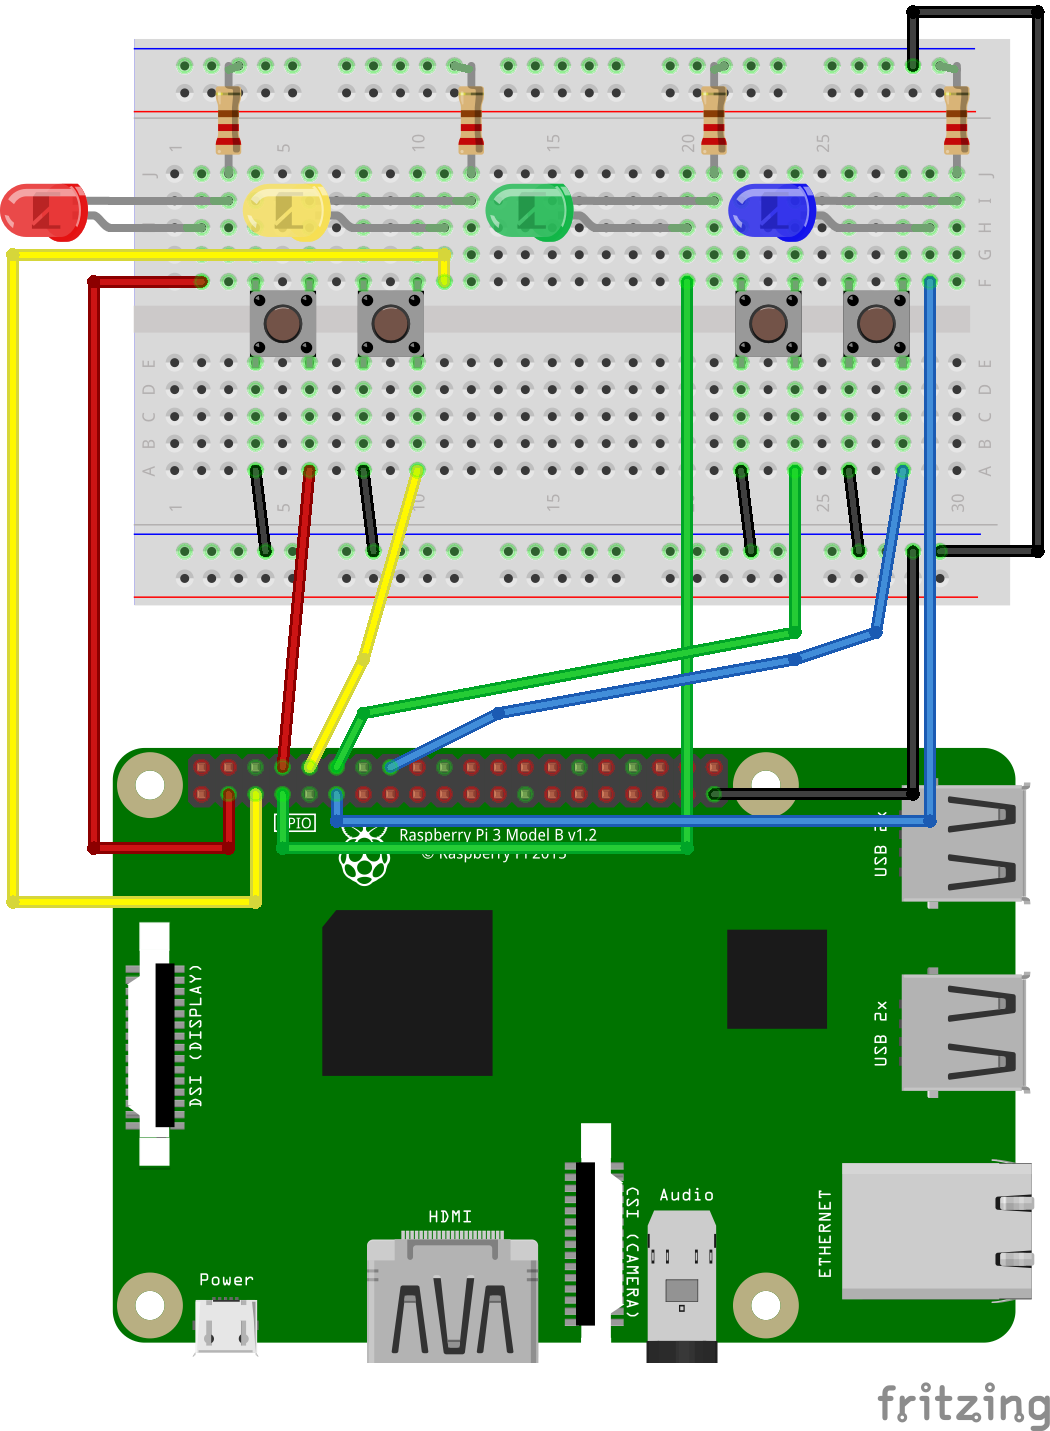 1 5 10 15 20 25
J J
I I
H H
G G
F F
E E
D D
C C
B B
A A
1 5 10 15 25 30
GPIO
Raspberry Pi 3 Model B v1.2
© Raspberry Pi 2015
USB 2x
DSI (DISPLAY)
USB 2x
CSI (CAMERA)
Audio
ETHERNET
HDMI
Power
fritzing